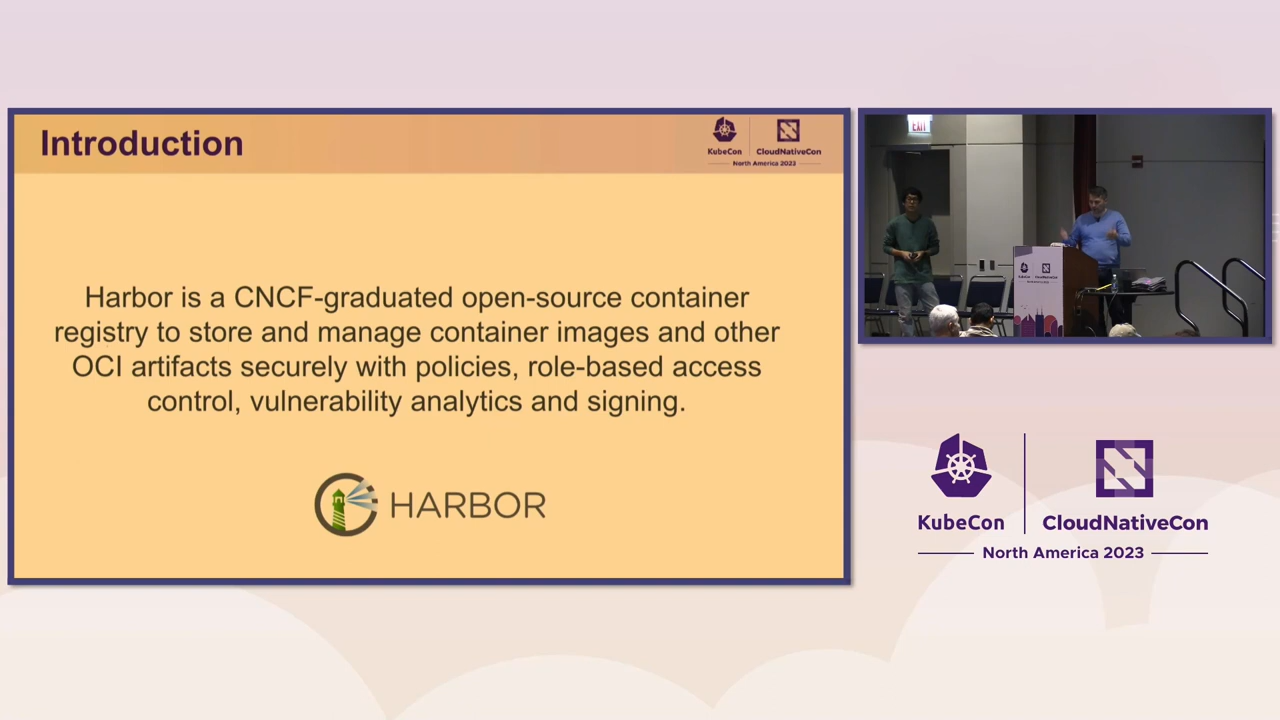 Introduction
KubeCon
CloudNativeCon
North America 2023
Harbor is a CNCF-graduated open-source container
registry to store and manage container images and other
OCI artifacts securely with policies, role-based access
control, vulnerability analytics and signing.
HARBOR
EXIT
KubeCon
CloudNativeCon
North America 2023